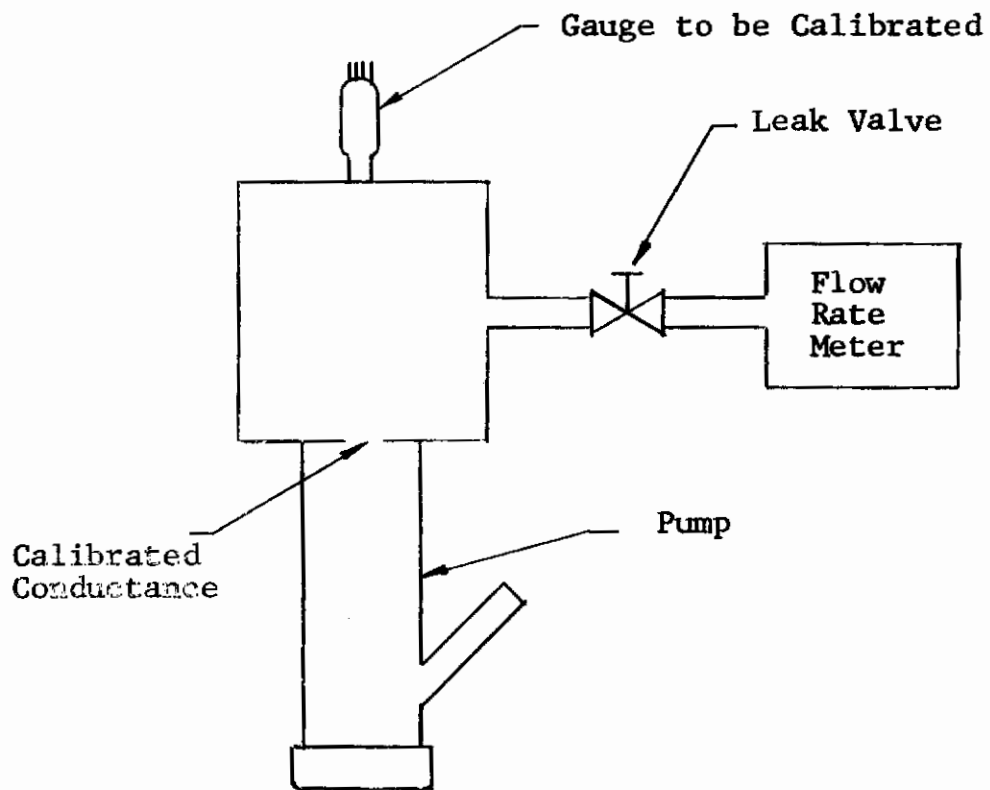 Gauge to be Calibrated
Leak Valve
Flow
Rate
Meter
Pump
Calibrated
Conductance